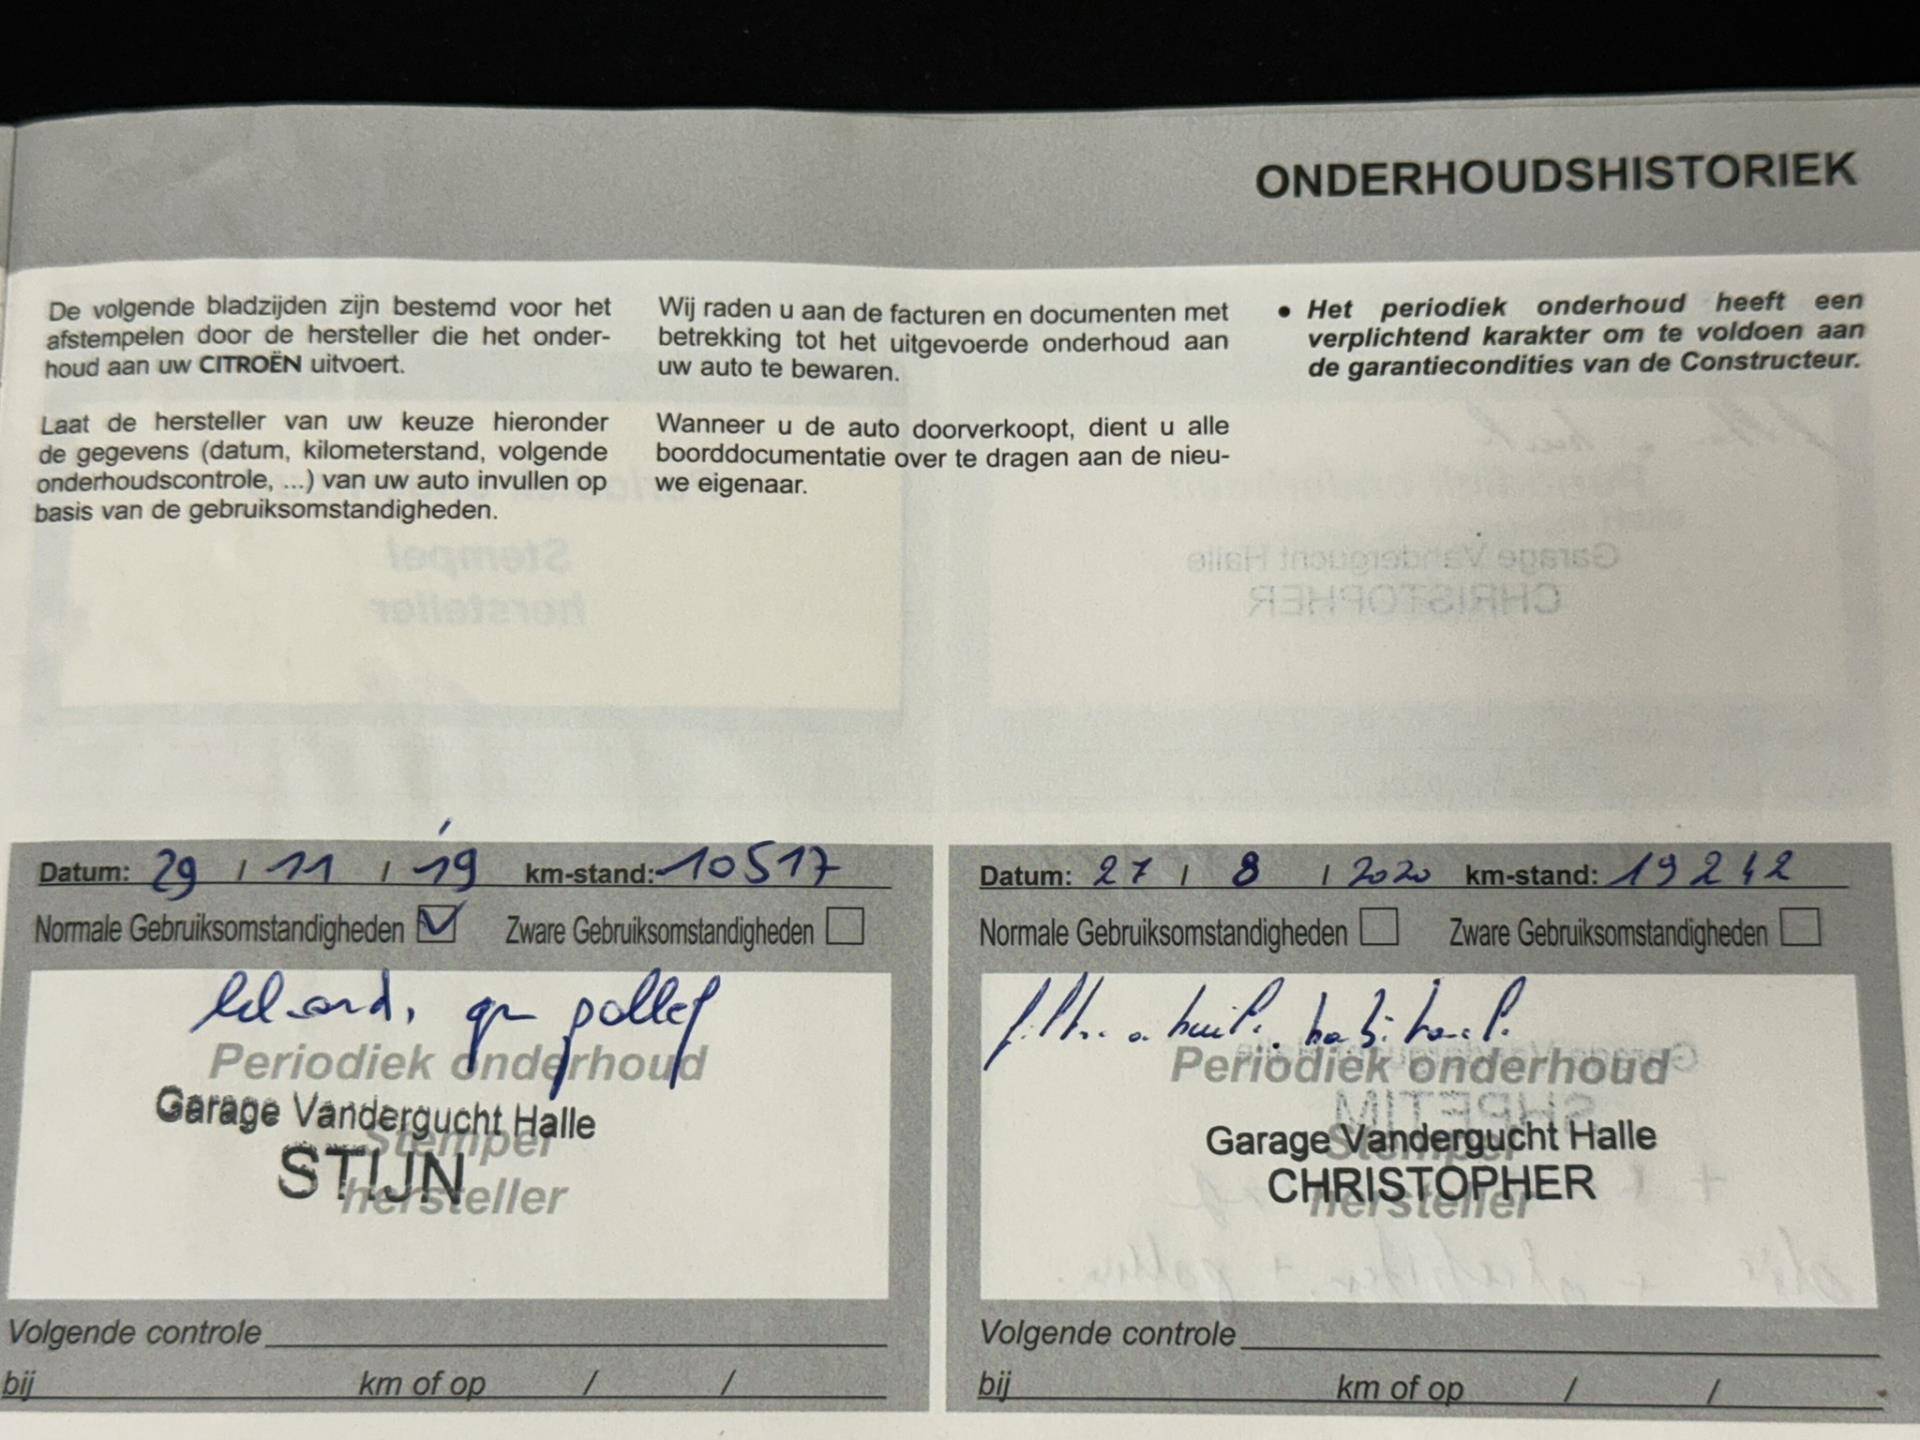 ONDERHOUDSHISTORIEK
De volgende bladzijden zijn bestemd voor het
afstempelen door de hersteller die het onder-
houd aan uw CITROËN uitvoert.
Laat de hersteller van uw keuze hieronder
de gegevens (datum, kilometerstand, volgende
onderhoudscontrole, ...) van uw auto invullen op
basis van de gebruiksomstandigheden.
Wij raden u aan de facturen en documenten met
betrekking tot het uitgevoerde onderhoud aan
uw auto te bewaren.
Wanneer u de auto doorverkoopt, dient u alle
boorddocumentatie over te dragen aan de nieu-
we eigenaar.
• Het periodiek onderhoud heeft een
verplichtend karakter om te voldoen aan
de garantiecondities van de Constructeur.
Datum: 29 / 11 / '19 km-stand: 10517
Normale Gebruiksomstandigheden Zware Gebruiksomstandigheden
Periodiek onderhoud
Garage Vandergucht Halle
Stempel
STIJN
hersteller
Volgende controle
bij km of op / /
Datum: 27 / 8 / 2020 km-stand: 19242
Normale Gebruiksomstandigheden Zware Gebruiksomstandigheden
Periodiek onderhoud
Garage Vandergucht Halle
Stempel
CHRISTOPHER
hersteller
Volgende controle
bij km of op / /